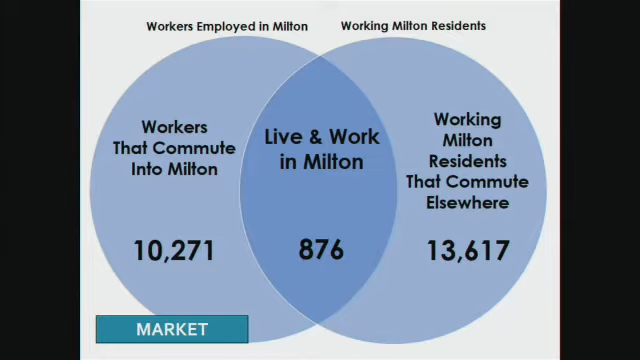 Workers Employed in Milton
Working Milton Residents
Workers
That Commute
Into Milton
10,271
Live & Work
in Milton
876
Working
Milton
Residents
That Commute
Elsewhere
13,617
MARKET